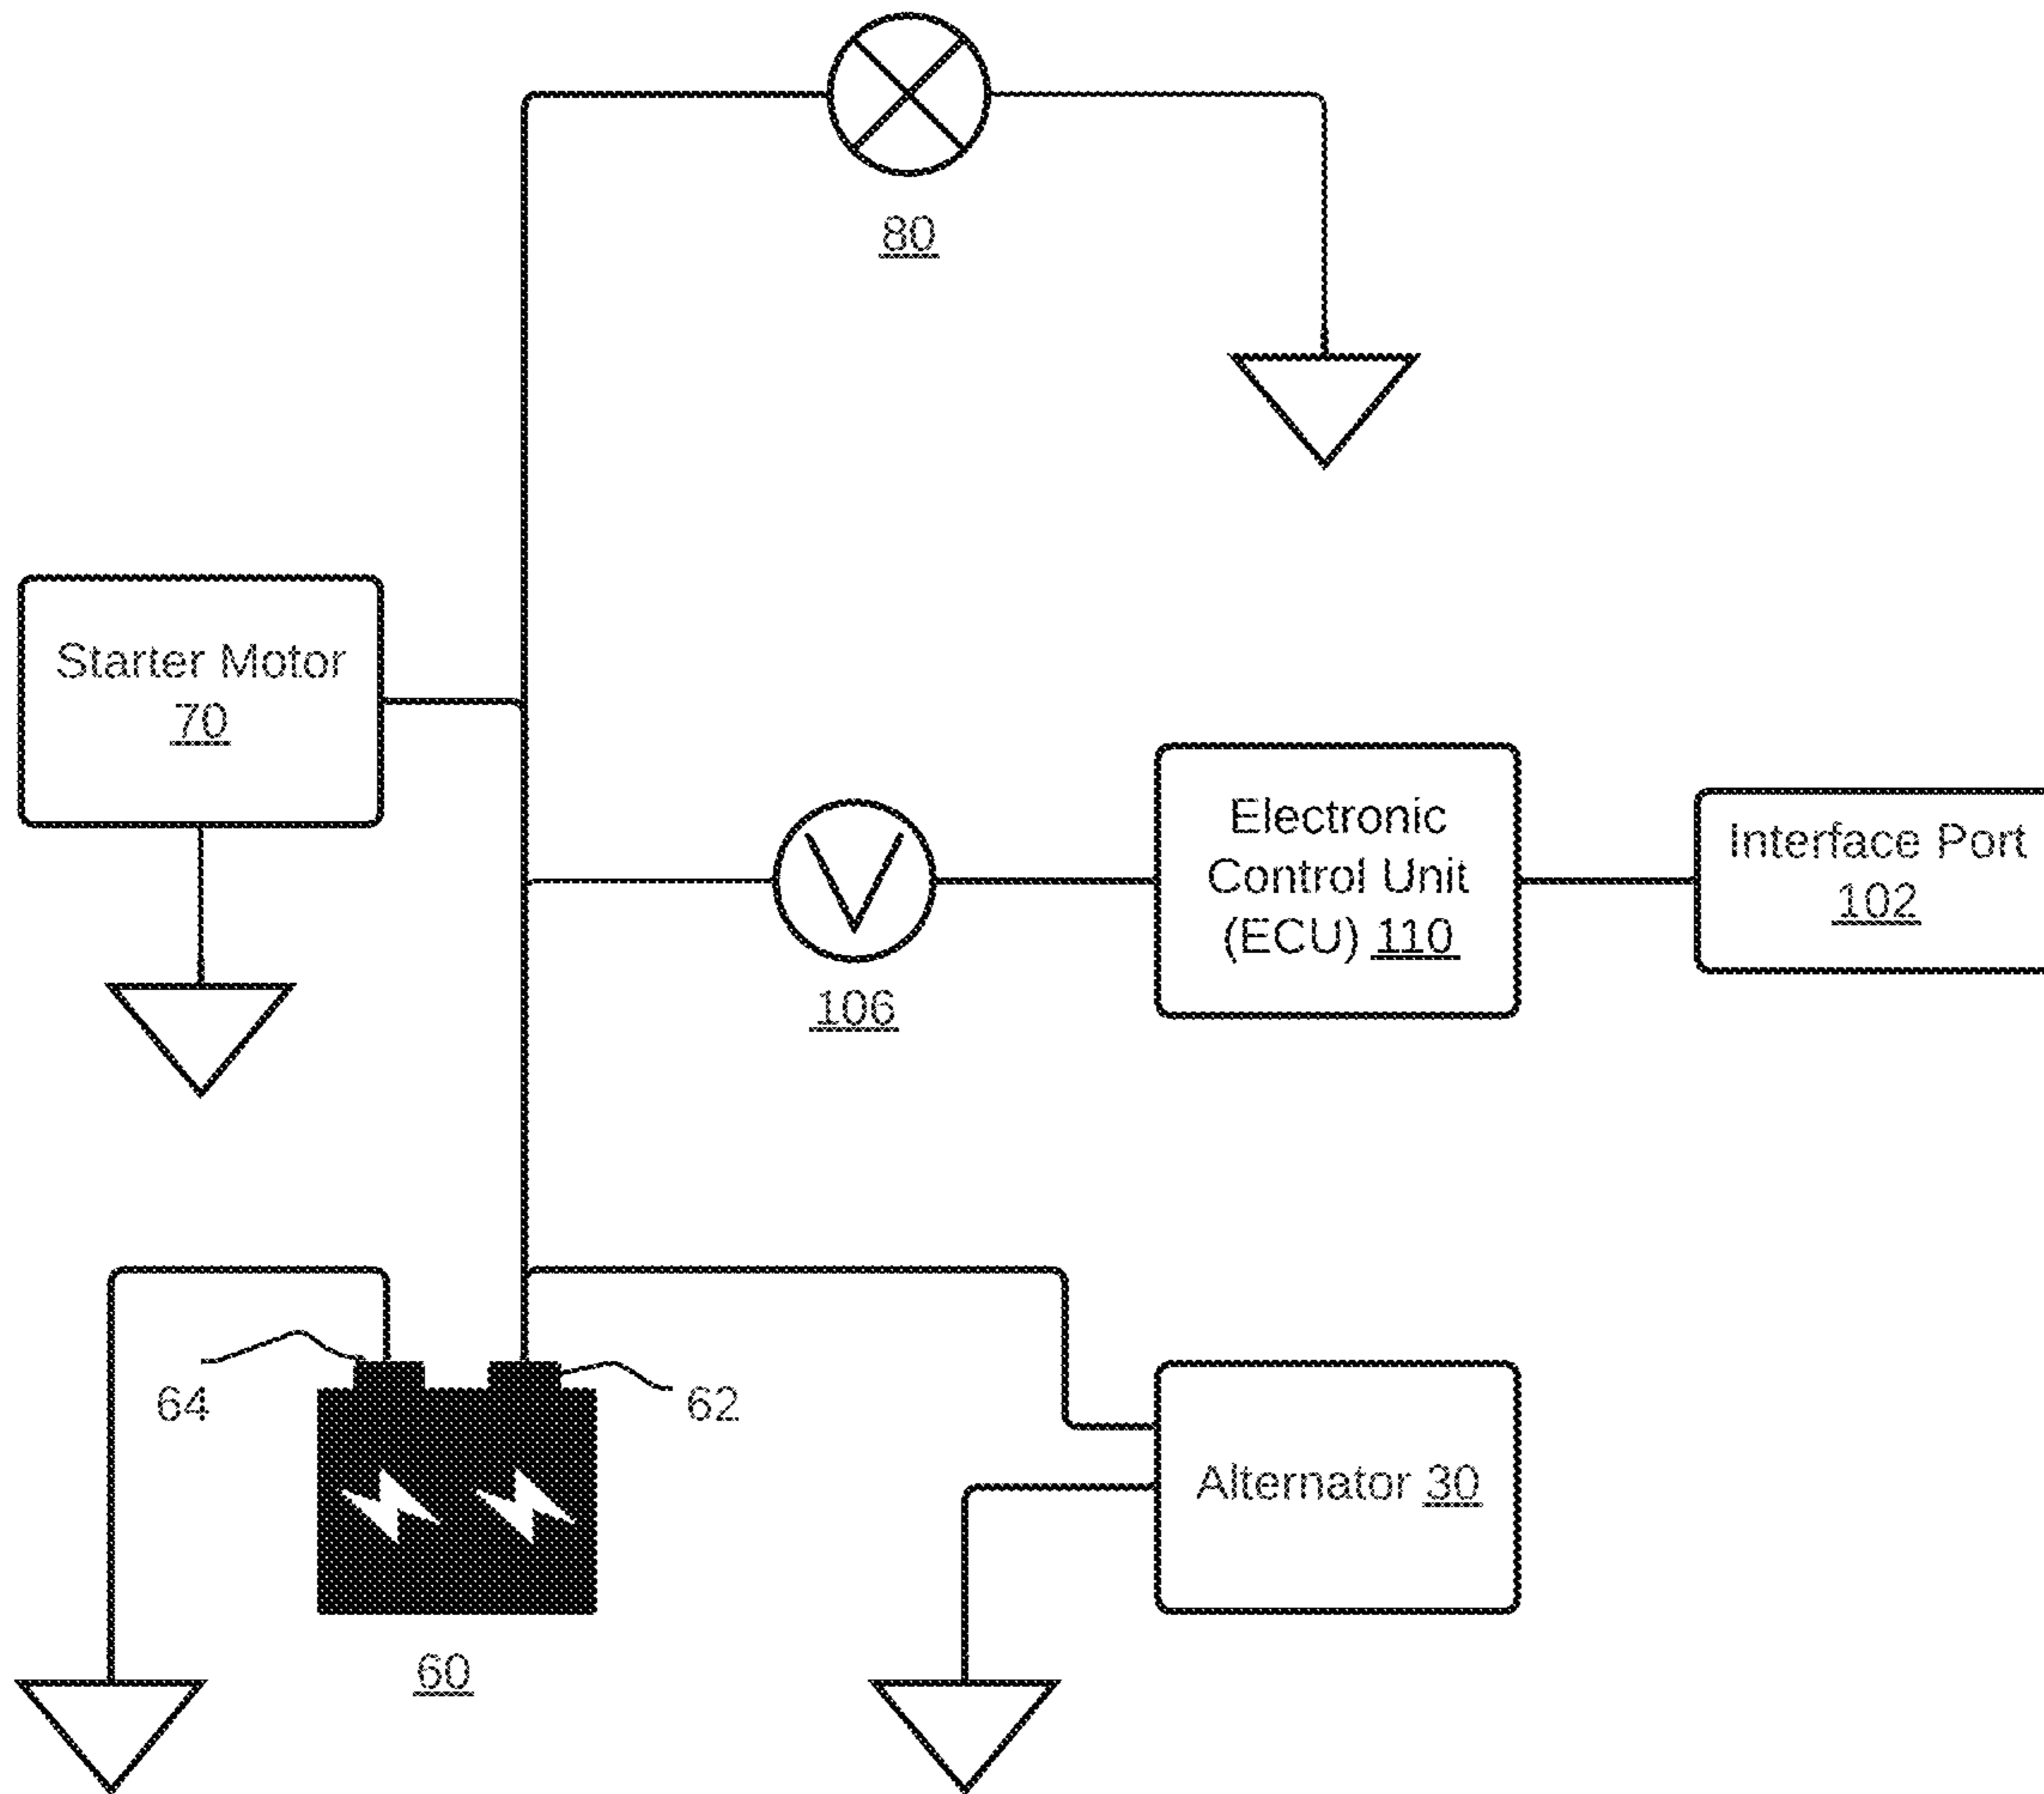 80
Starter Motor
70
Electronic
Control Unit
(ECU) 110
Interface Port
102
106
64
62
Alternator 30
60